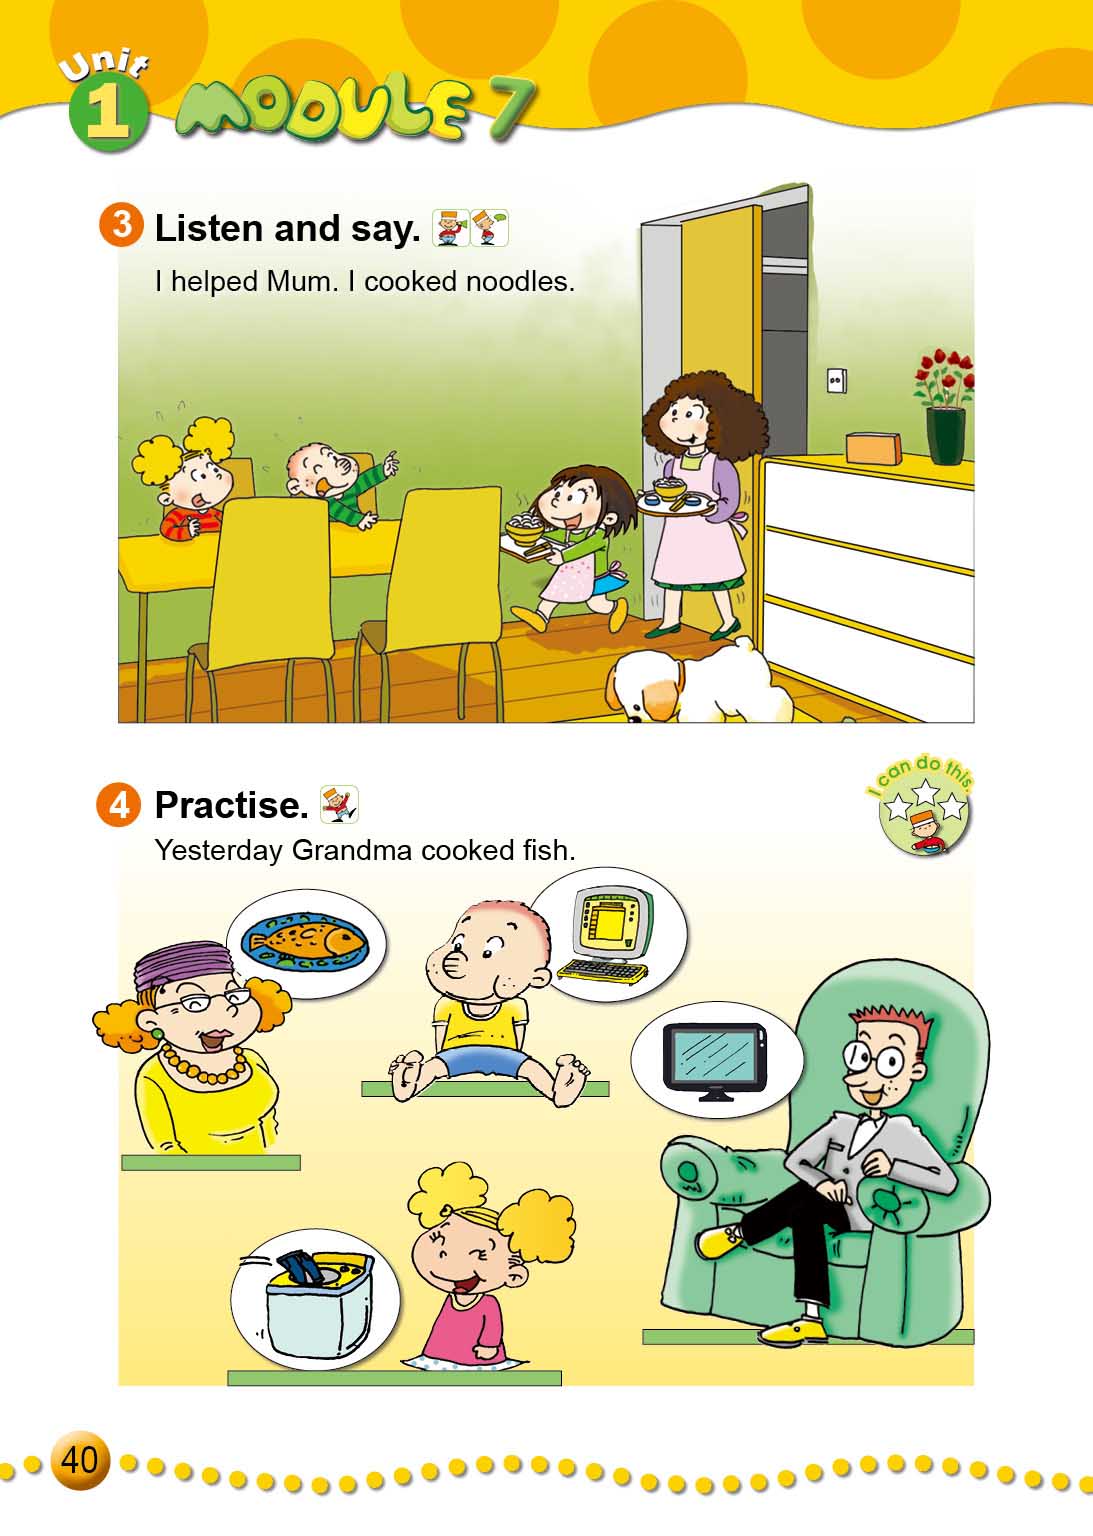 Unit
1 MODULE 7
3 Listen and say.
I helped Mum. I cooked noodles.
I can do this.
4 Practise.
Yesterday Grandma cooked fish.
40